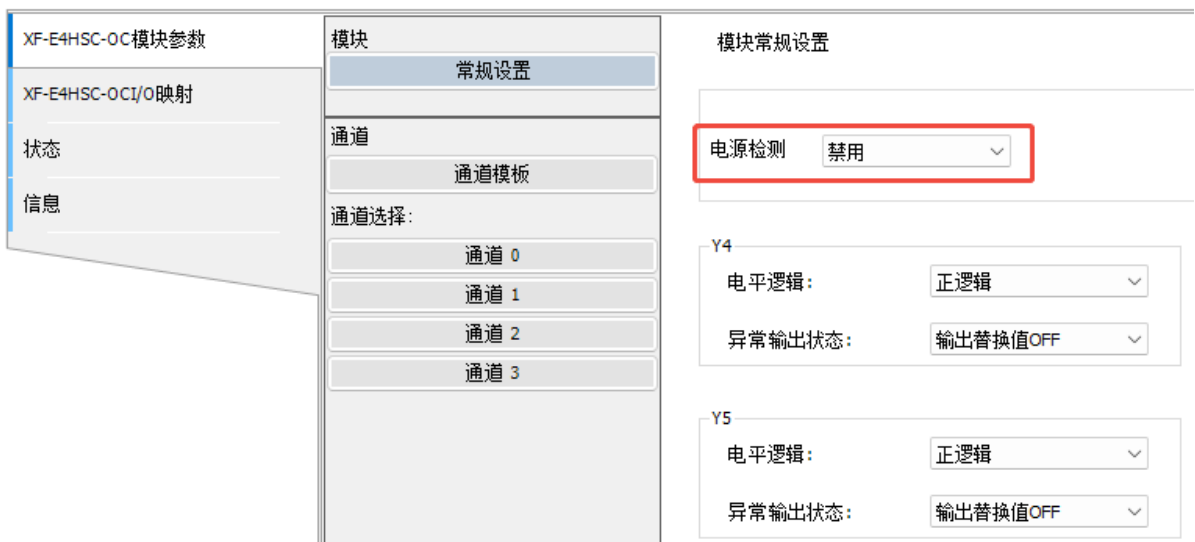 XF-E4HSC-OC模块参数
XF-E4HSC-OCI/O映射
状态
信息
模块
常规设置
通道
通道模板
通道选择:
通道 0
通道 1
通道 2
通道 3
模块常规设置
电源检测 禁用
Y4
电平逻辑: 正逻辑
异常输出状态: 输出替换值OFF
Y5
电平逻辑: 正逻辑
异常输出状态: 输出替换值OFF